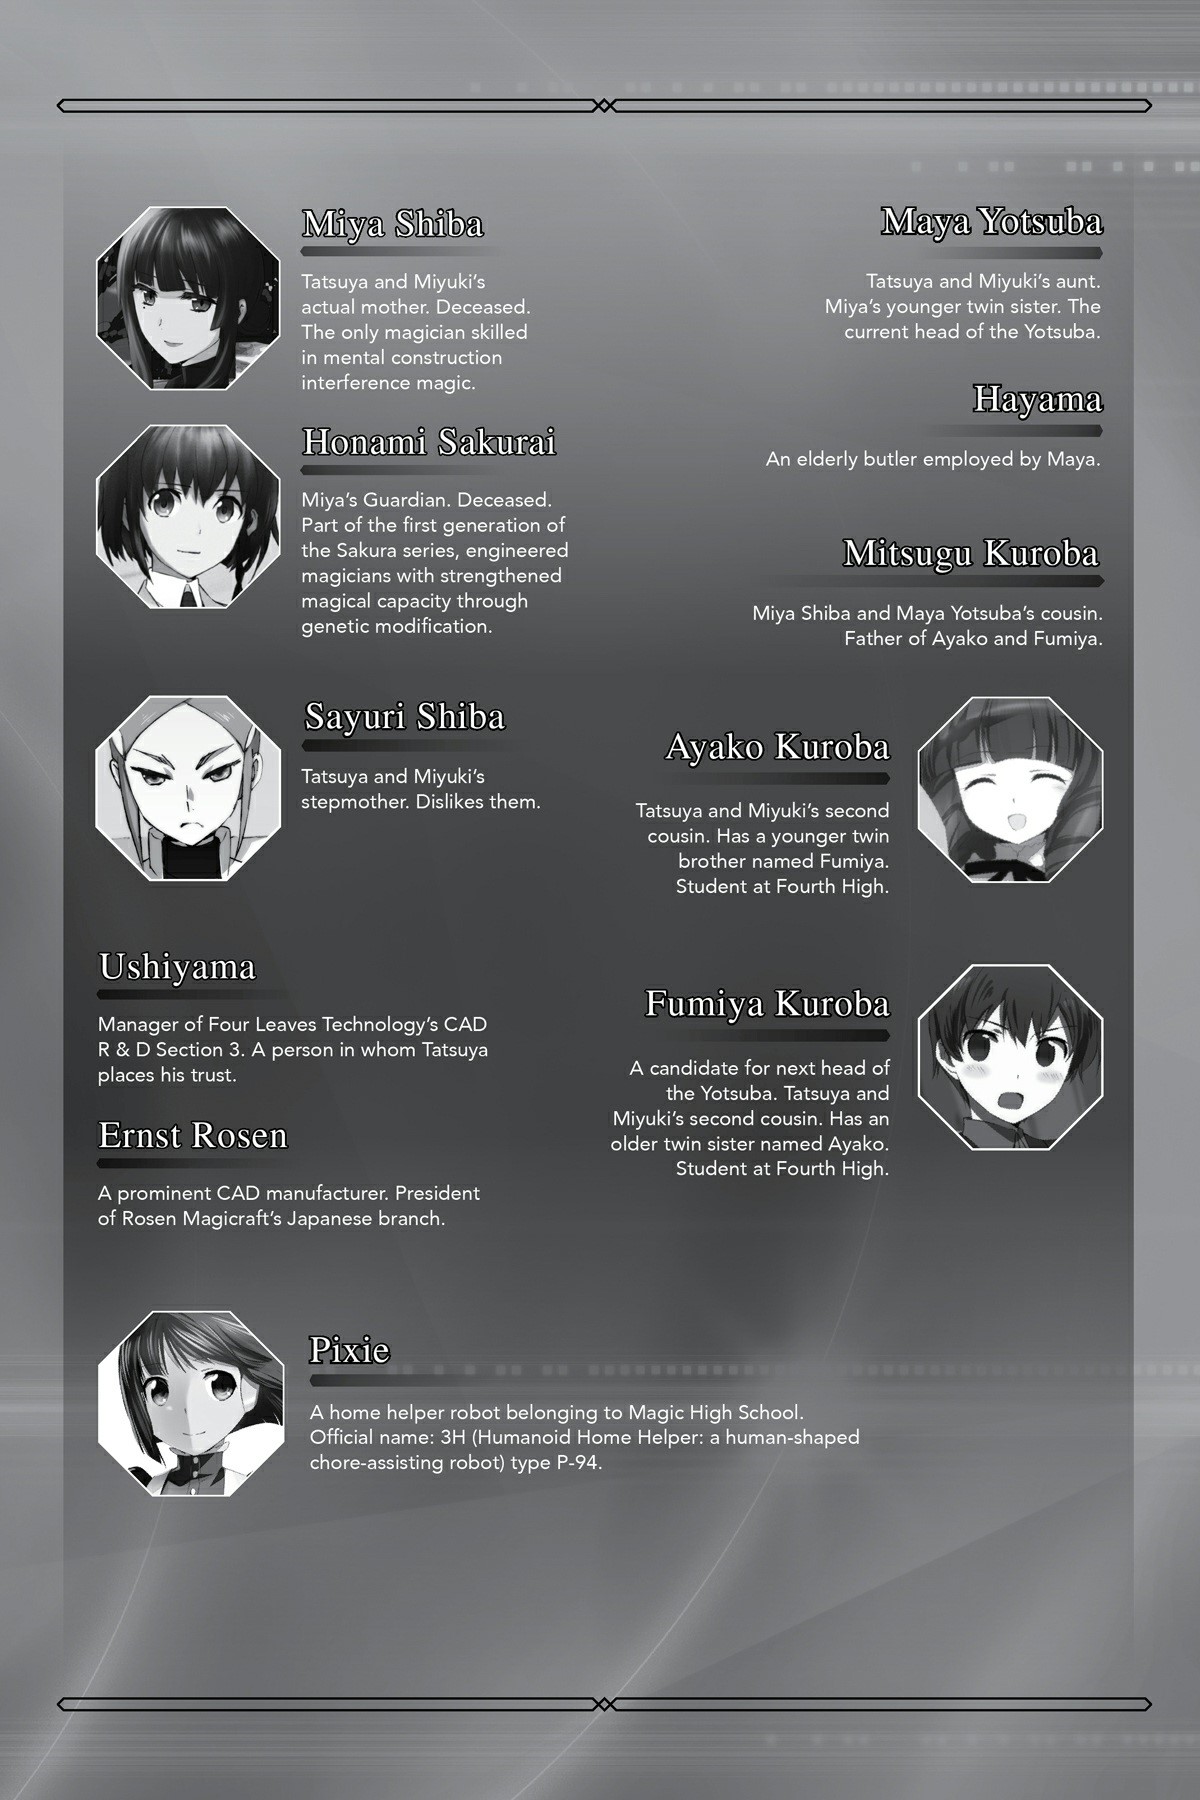 Miya Shiba
Tatsuya and Miyuki's
actual mother. Deceased.
The only magician skilled
in mental construction
interference magic.
Honami Sakurai
Miya's Guardian. Deceased.
Part of the first generation of
the Sakura series, engineered
magicians with strengthened
magical capacity through
genetic modification.
Sayuri Shiba
Tatsuya and Miyuki's
stepmother. Dislikes them.
Ushiyama
Manager of Four Leaves Technology's CAD
R & D Section 3. A person in whom Tatsuya
places his trust.
Ernst Rosen
A prominent CAD manufacturer. President
of Rosen Magicraft's Japanese branch.
Maya Yotsuba
Tatsuya and Miyuki's aunt.
Miya's younger twin sister. The
current head of the Yotsuba.
Hayama
An elderly butler employed by Maya.
Mitsugu Kuroba
Miya Shiba and Maya Yotsuba's cousin.
Father of Ayako and Fumiya.
Ayako Kuroba
Tatsuya and Miyuki's second
cousin. Has a younger twin
brother named Fumiya.
Student at Fourth High.
Fumiya Kuroba
A candidate for next head of
the Yotsuba. Tatsuya and
Miyuki's second cousin. Has an
older twin sister named Ayako.
Student at Fourth High.
Pixie
A home helper robot belonging to Magic High School.
Official name: 3H (Humanoid Home Helper: a human-shaped
chore-assisting robot) type P-94.